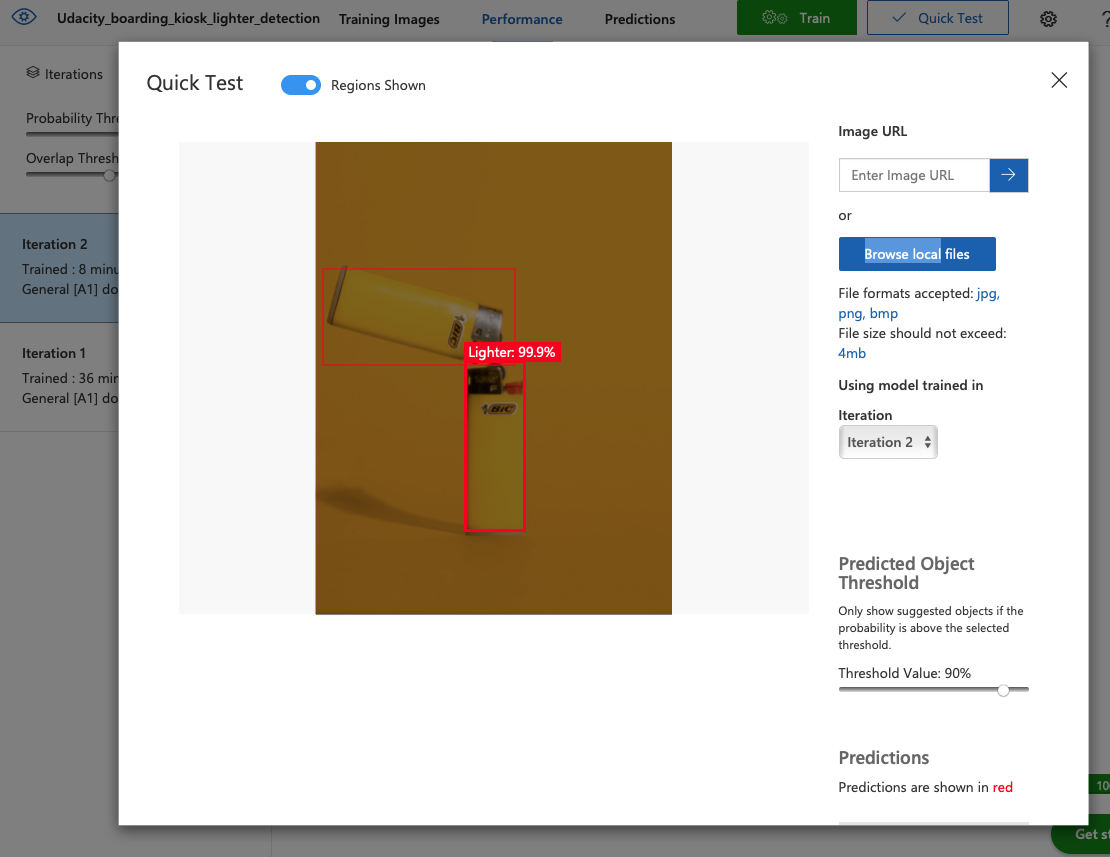 Udacity_boarding_kiosk_lighter_detection Training Images Performance Predictions Train Quick Test ?
Iterations
Probability Thre
Overlap Thresh
Iteration 2
Trained : 8 minu
General [A1] do
Iteration 1
Trained : 36 min
General [A1] do
Quick Test Regions Shown
BIC
Lighter: 99.9%
BIC
Image URL
Enter Image URL
or
Browse local files
File formats accepted: jpg,
png, bmp
File size should not exceed:
4mb
Using model trained in
Iteration
Iteration 2
Predicted Object
Threshold
Only show suggested objects if the
probability is above the selected
threshold.
Threshold Value: 90%
Predictions
Predictions are shown in red
10
Get st